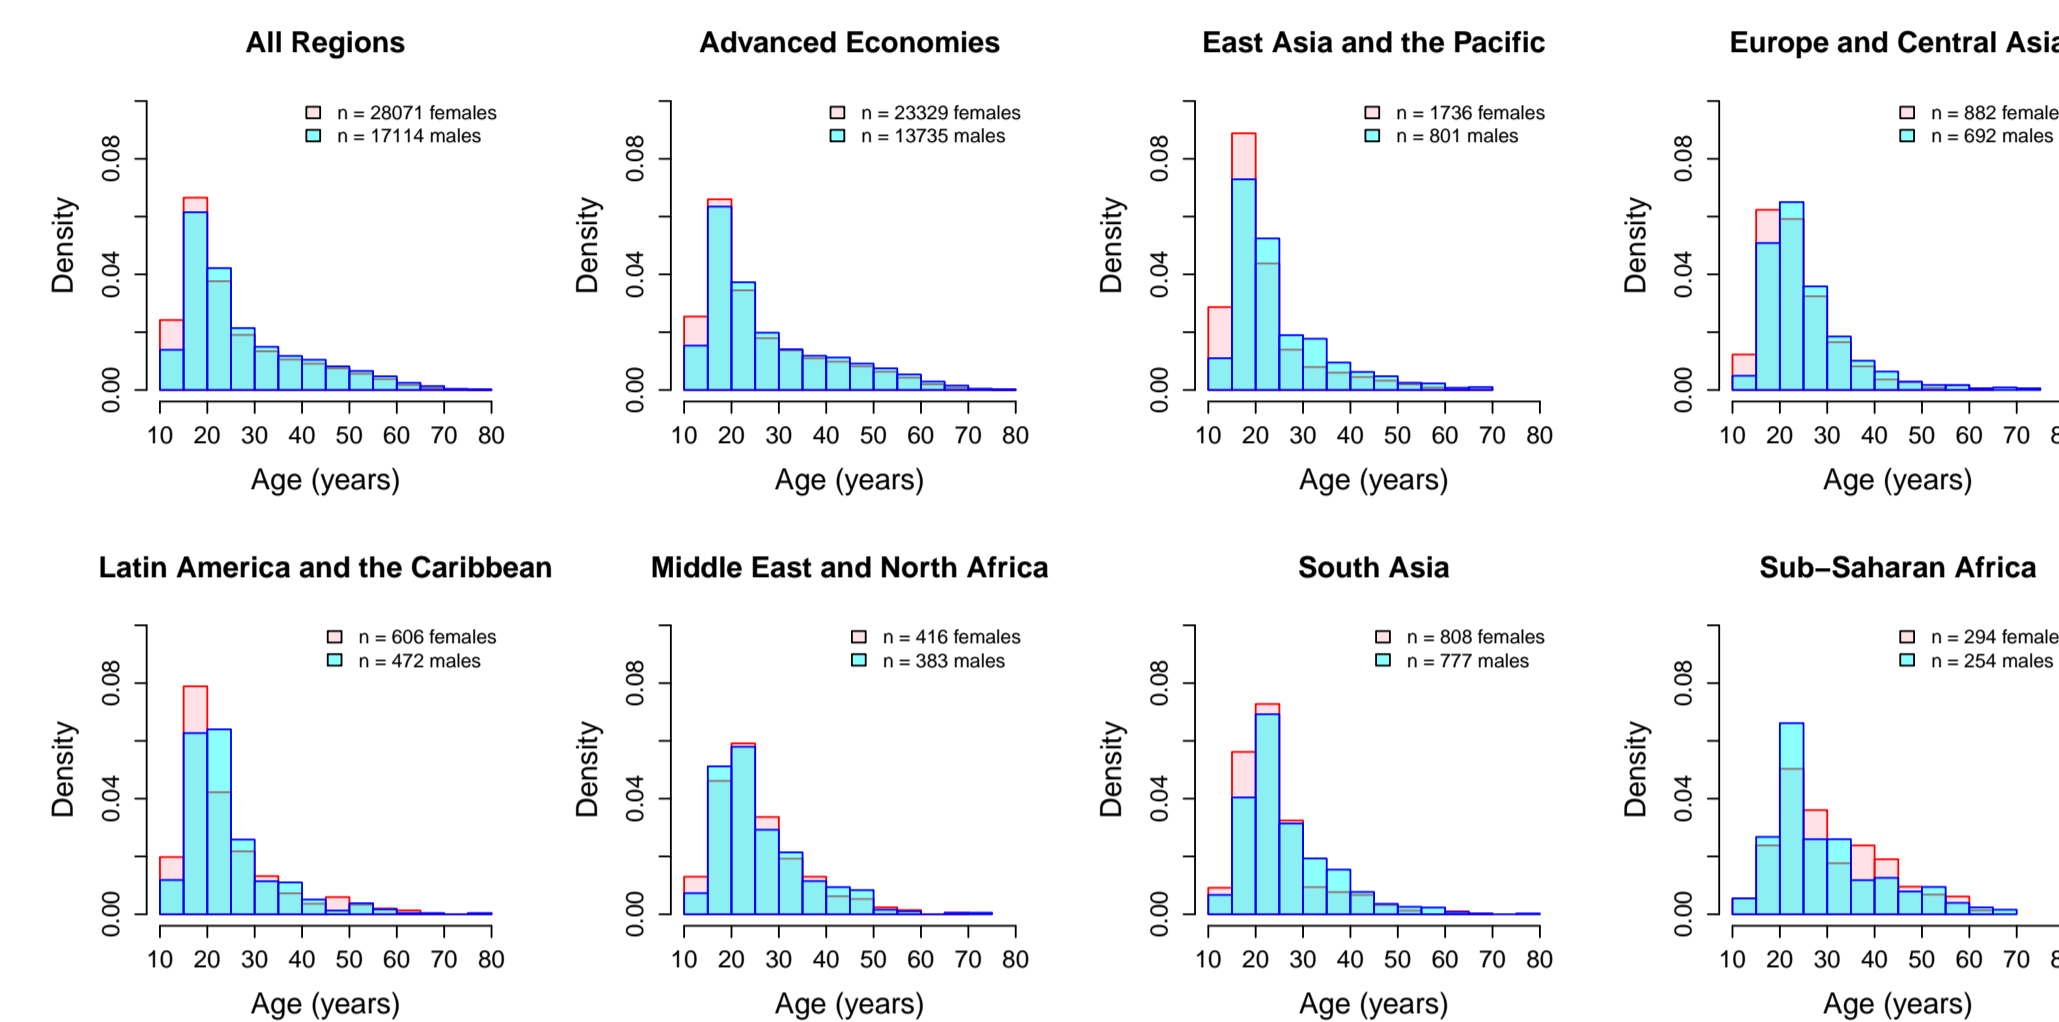 All Regions
n = 28071 females
n = 17114 males
Density
0.00 0.04 0.08
10 20 30 40 50 60 70 80
Age (years)
Advanced Economies
n = 23329 females
n = 13735 males
Density
0.00 0.04 0.08
10 20 30 40 50 60 70 80
Age (years)
East Asia and the Pacific
n = 1736 females
n = 801 males
Density
0.00 0.04 0.08
10 20 30 40 50 60 70 80
Age (years)
Europe and Central Asia
n = 882 female
n = 692 males
Density
0.00 0.04 0.08
10 20 30 40 50 60 70 8
Age (years)
Latin America and the Caribbean
n = 606 females
n = 472 males
Density
0.00 0.04 0.08
10 20 30 40 50 60 70 80
Age (years)
Middle East and North Africa
n = 416 females
n = 383 males
Density
0.00 0.04 0.08
10 20 30 40 50 60 70 80
Age (years)
South Asia
n = 808 females
n = 777 males
Density
0.00 0.04 0.08
10 20 30 40 50 60 70 80
Age (years)
Sub−Saharan Africa
n = 294 female
n = 254 males
Density
0.00 0.04 0.08
10 20 30 40 50 60 70 8
Age (years)